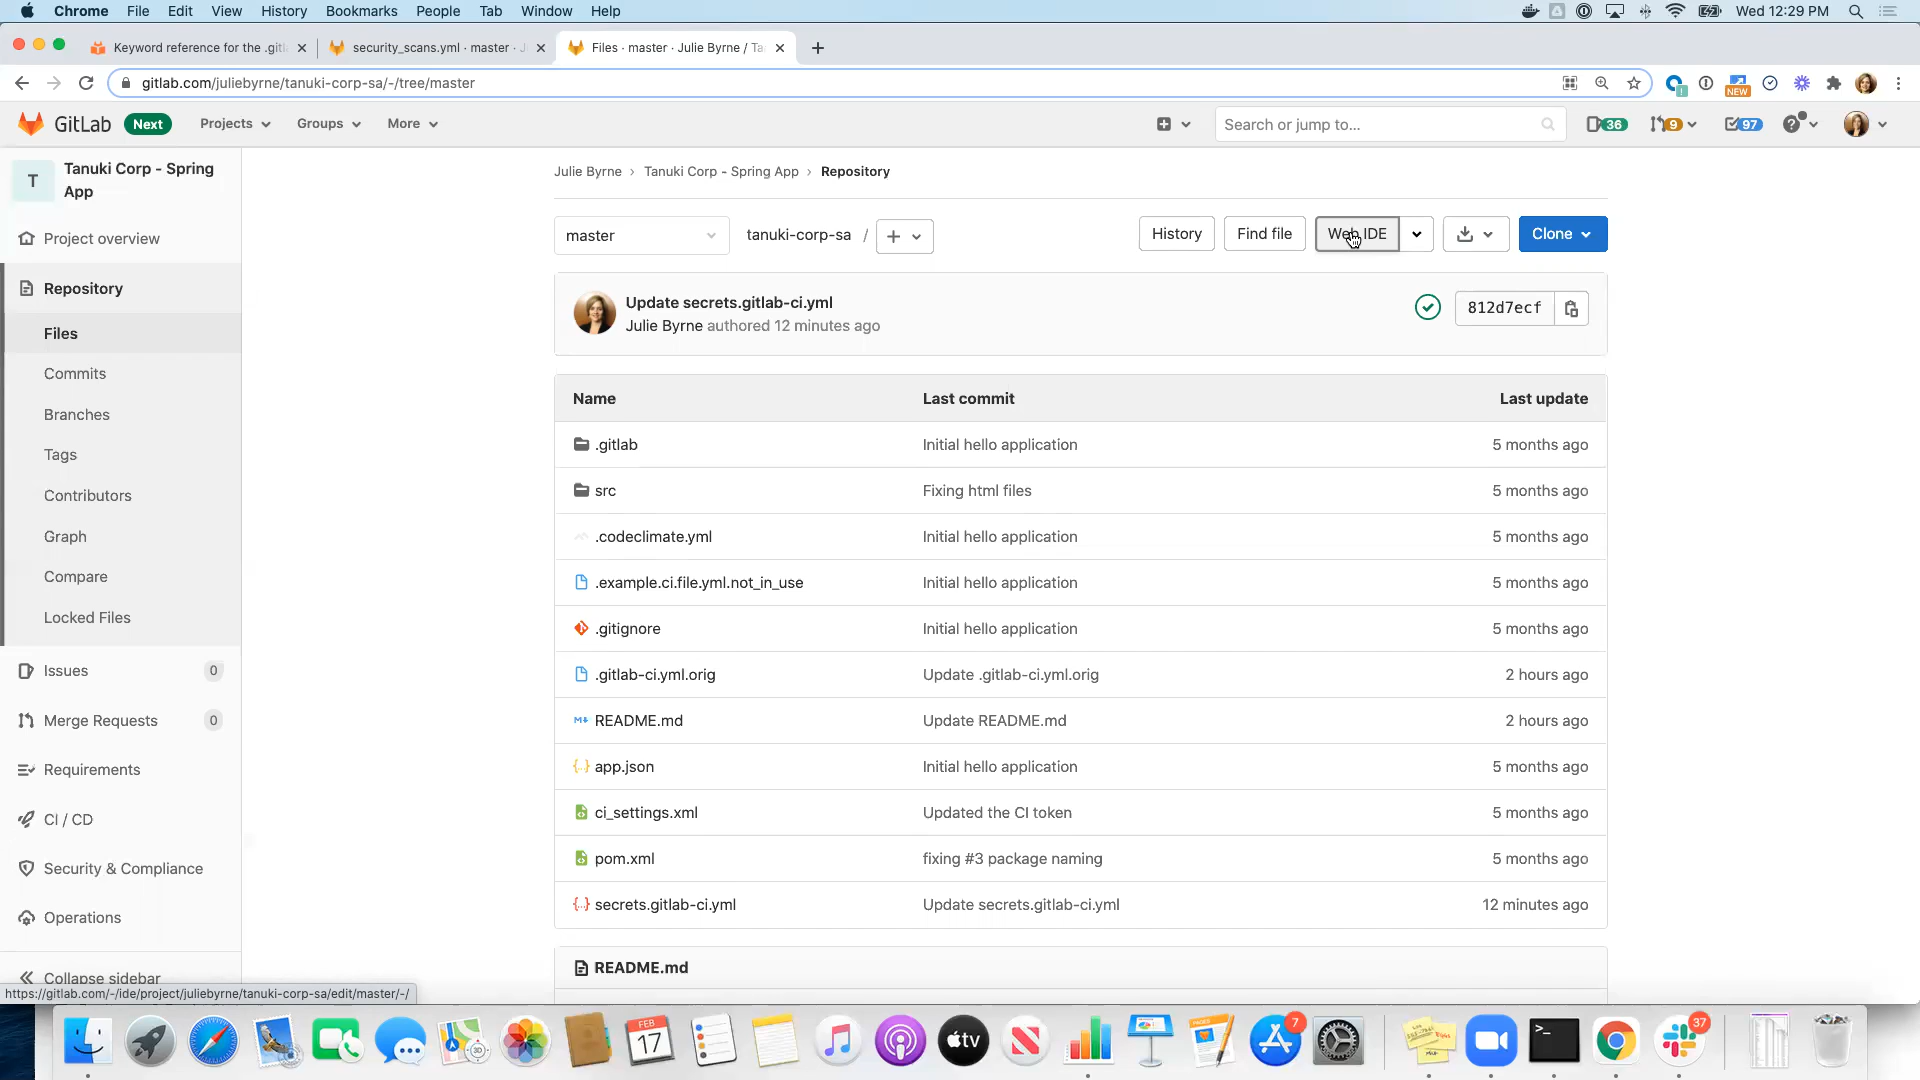 Chrome File Edit View History Bookmarks People Tab Window Help
Wed 12:29 PM
Keyword reference for the .gitl
security_scans.yml · master · J
Files · master · Julie Byrne / Ta
gitlab.com/juliebyrne/tanuki-corp-sa/-/tree/master
NEW
GitLab Next Projects Groups More
Search or jump to...
36 9 97
T
Tanuki Corp - Spring
App
Project overview
Repository
Files
Commits
Branches
Tags
Contributors
Graph
Compare
Locked Files
Issues 0
Merge Requests 0
Requirements
CI / CD
Security & Compliance
Operations
Collapse sidebar
https://gitlab.com/-/ide/project/juliebyrne/tanuki-corp-sa/edit/master/-/
Julie Byrne › Tanuki Corp - Spring App › Repository
master tanuki-corp-sa / +
History Find file Web IDE Clone
Update secrets.gitlab-ci.yml
Julie Byrne authored 12 minutes ago
812d7ecf
Name Last commit Last update
.gitlab Initial hello application 5 months ago
src Fixing html files 5 months ago
.codeclimate.yml Initial hello application 5 months ago
.example.ci.file.yml.not_in_use Initial hello application 5 months ago
.gitignore Initial hello application 5 months ago
.gitlab-ci.yml.orig Update .gitlab-ci.yml.orig 2 hours ago
README.md Update README.md 2 hours ago
app.json Initial hello application 5 months ago
ci_settings.xml Updated the CI token 5 months ago
pom.xml fixing #3 package naming 5 months ago
secrets.gitlab-ci.yml Update secrets.gitlab-ci.yml 12 minutes ago
README.md
FEB
17
tv
7
37